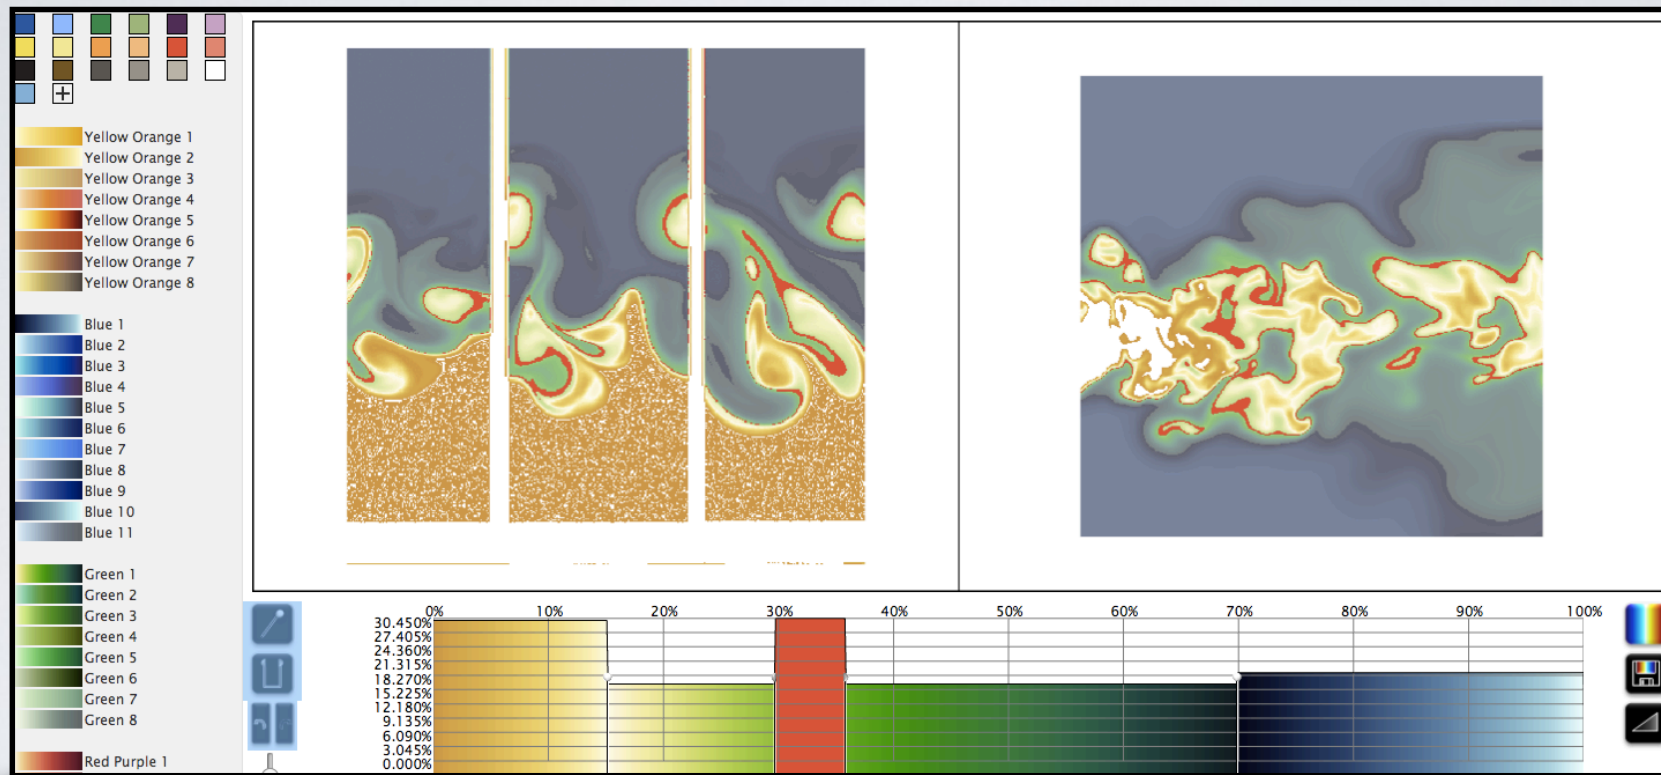 Yellow Orange 1
Yellow Orange 2
Yellow Orange 3
Yellow Orange 4
Yellow Orange 5
Yellow Orange 6
Yellow Orange 7
Yellow Orange 8
Blue 1
Blue 2
Blue 3
Blue 4
Blue 5
Blue 6
Blue 7
Blue 8
Blue 9
Blue 10
Blue 11
Green 1
Green 2
Green 3
Green 4
Green 5
Green 6
Green 7
Green 8
Red Purple 1
0% 10% 20% 30% 40% 50% 60% 70% 80% 90% 100%
30.450%
27.405%
24.360%
21.315%
18.270%
15.225%
12.180%
9.135%
6.090%
3.045%
0.000%